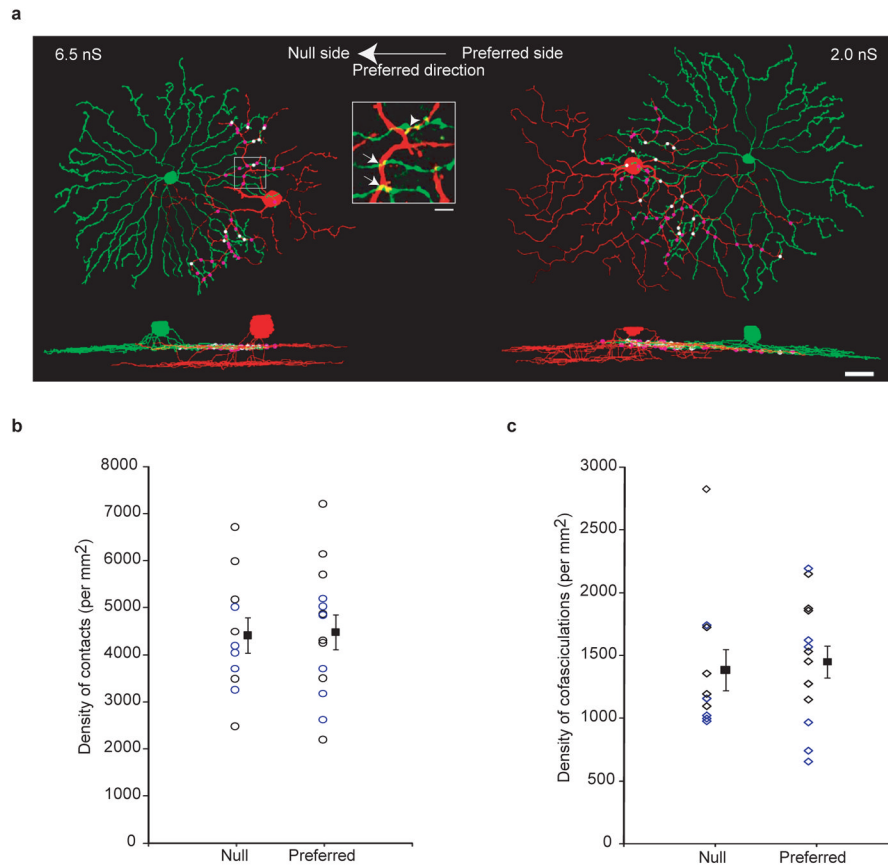 a
6.5 nS
Null side
Preferred side
2.0 nS
Preferred direction
b
8000
7000
6000
5000
4000
3000
2000
1000
0
Density of contacts (per mm2)
Null
Preferred
c
3000
2500
2000
1500
1000
500
0
Density of cofasciculations (per mm2)
Null
Preferred